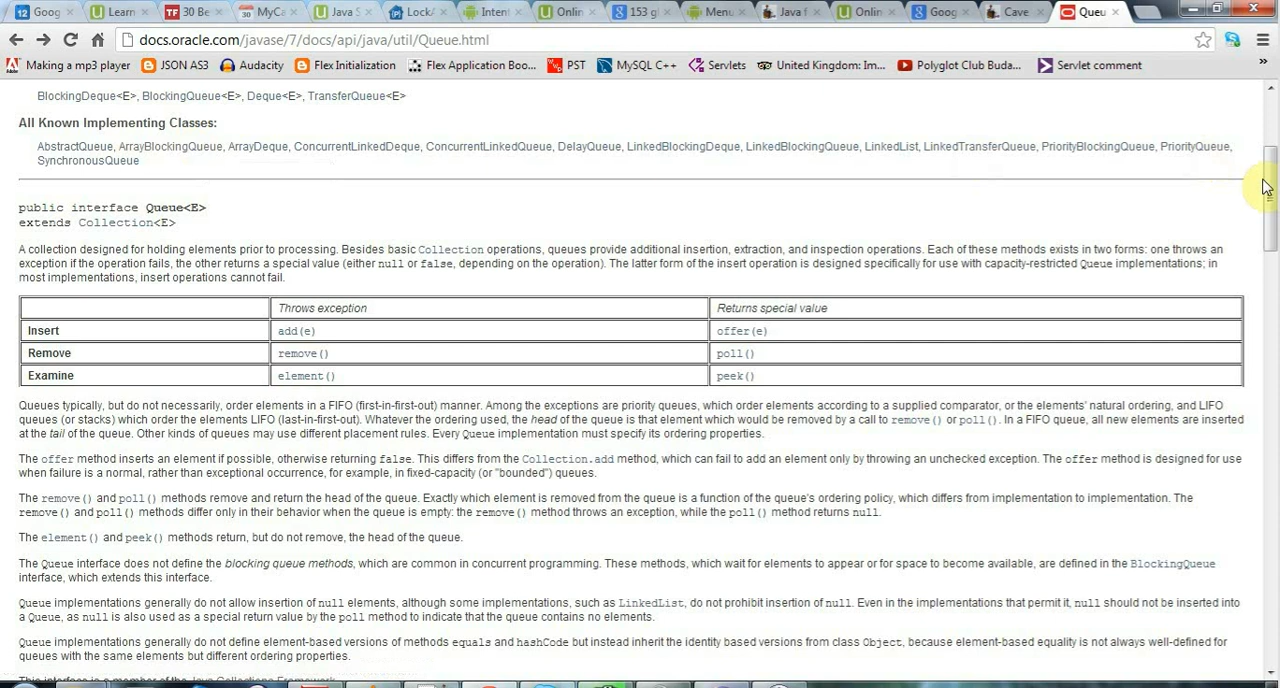 Goog Learn 30 Be MyCa Java S LockA Inten Onlin 153 g Menu Java f Onlin Goog Cave Queu
docs.oracle.com/javase/7/docs/api/java/util/Queue.html
Making a mp3 player JSON AS3 Audacity Flex Initialization Flex Application Boo... PST MySQL C++ Servlets United Kingdom: Im... Polyglot Club Buda... Servlet comment »
BlockingDeque<E>, BlockingQueue<E>, Deque<E>, TransferQueue<E>
All Known Implementing Classes:
AbstractQueue, ArrayBlockingQueue, ArrayDeque, ConcurrentLinkedDeque, ConcurrentLinkedQueue, DelayQueue, LinkedBlockingDeque, LinkedBlockingQueue, LinkedList, LinkedTransferQueue, PriorityBlockingQueue, PriorityQueue,
SynchronousQueue
public interface Queue<E>
extends Collection<E>
A collection designed for holding elements prior to processing. Besides basic Collection operations, queues provide additional insertion, extraction, and inspection operations. Each of these methods exists in two forms: one throws an
exception if the operation fails, the other returns a special value (either null or false, depending on the operation). The latter form of the insert operation is designed specifically for use with capacity-restricted Queue implementations; in
most implementations, insert operations cannot fail.
Throws exception Returns special value
Insert add(e) offer(e)
Remove remove() poll()
Examine element() peek()
Queues typically, but do not necessarily, order elements in a FIFO (first-in-first-out) manner. Among the exceptions are priority queues, which order elements according to a supplied comparator, or the elements' natural ordering, and LIFO
queues (or stacks) which order the elements LIFO (last-in-first-out). Whatever the ordering used, the head of the queue is that element which would be removed by a call to remove() or poll(). In a FIFO queue, all new elements are inserted
at the tail of the queue. Other kinds of queues may use different placement rules. Every Queue implementation must specify its ordering properties.
The offer method inserts an element if possible, otherwise returning false. This differs from the Collection.add method, which can fail to add an element only by throwing an unchecked exception. The offer method is designed for use
when failure is a normal, rather than exceptional occurrence, for example, in fixed-capacity (or "bounded") queues.
The remove() and poll() methods remove and return the head of the queue. Exactly which element is removed from the queue is a function of the queue's ordering policy, which differs from implementation to implementation. The
remove() and poll() methods differ only in their behavior when the queue is empty: the remove() method throws an exception, while the poll() method returns null.
The element() and peek() methods return, but do not remove, the head of the queue.
The Queue interface does not define the blocking queue methods, which are common in concurrent programming. These methods, which wait for elements to appear or for space to become available, are defined in the BlockingQueue
interface, which extends this interface.
Queue implementations generally do not allow insertion of null elements, although some implementations, such as LinkedList, do not prohibit insertion of null. Even in the implementations that permit it, null should not be inserted into
a Queue, as null is also used as a special return value by the poll method to indicate that the queue contains no elements.
Queue implementations generally do not define element-based versions of methods equals and hashCode but instead inherit the identity based versions from class Object, because element-based equality is not always well-defined for
queues with the same elements but different ordering properties.
This interface is a member of the Java Collections Framework.